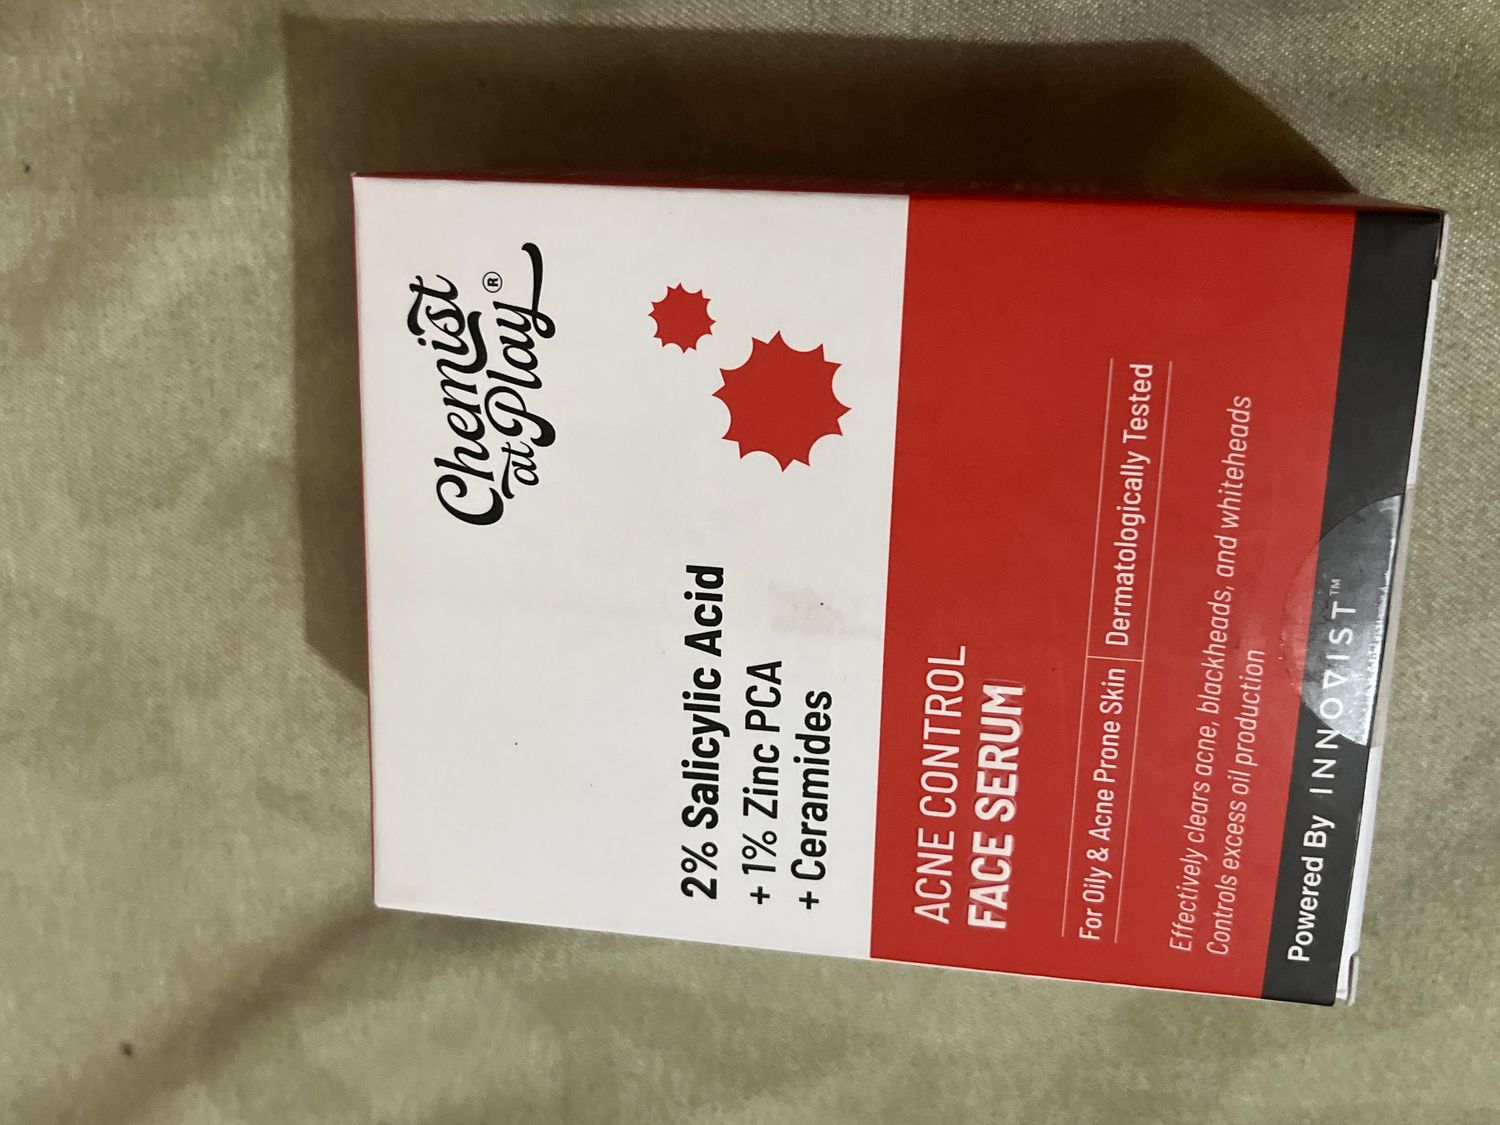 Chemist
at Play®
2% Salicylic Acid
+ 1% Zinc PCA
+ Ceramides
ACNE CONTROL
FACE SERUM
For Oily & Acne Prone Skin | Dermatologically Tested
Effectively clears acne, blackheads, and whiteheads
Controls excess oil production
Powered By INNOVIST™